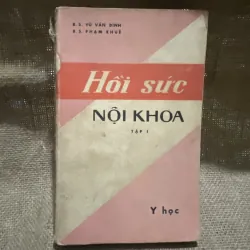 B.S. VŨ VĂN ĐÍNH
B.S. PHẠM KHUÊ
Hồi sức
NỘI KHOA
TẬP I
Y học